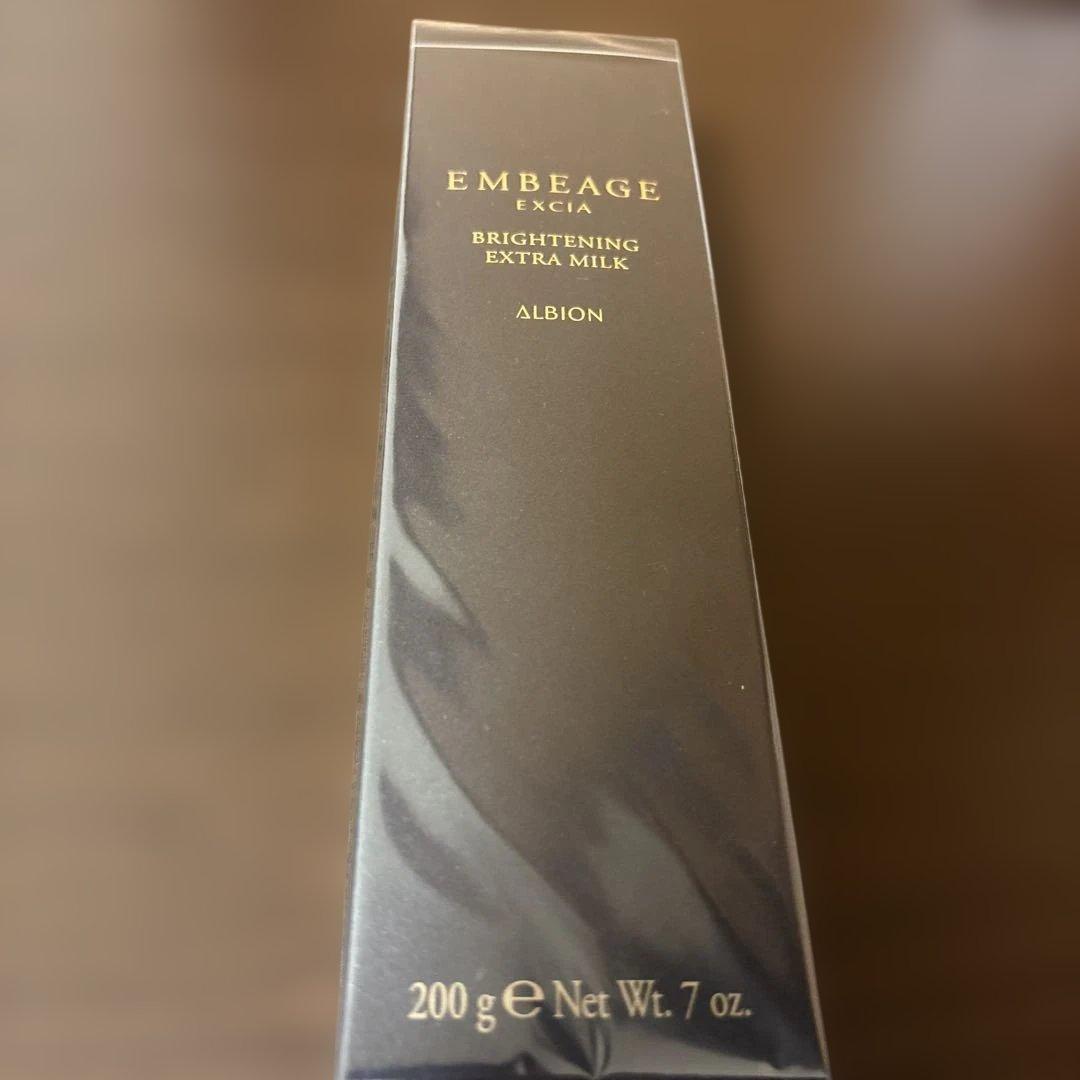 EMBEAGE
EXCIA
BRIGHTENING
EXTRA MILK
ALBION
200 g e Net Wt. 7 oz.